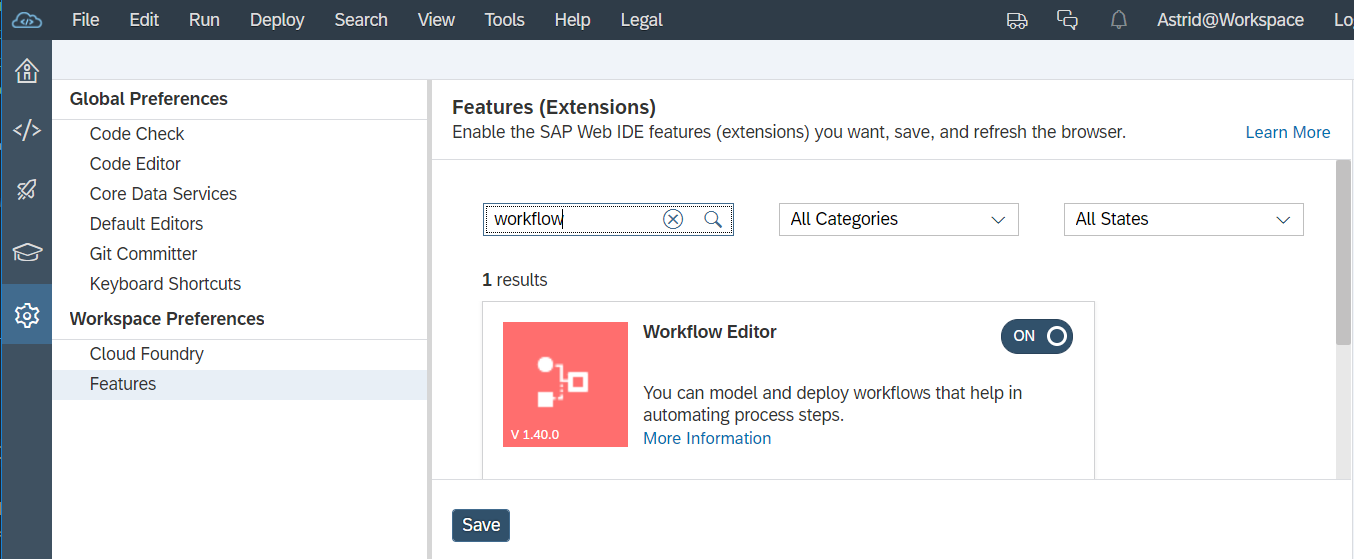 File Edit Run Deploy Search View Tools Help Legal Astrid@Workspace
Global Preferences
Code Check
Code Editor
Core Data Services
Default Editors
Git Committer
Keyboard Shortcuts
Workspace Preferences
Cloud Foundry
Features
Features (Extensions)
Enable the SAP Web IDE features (extensions) you want, save, and refresh the browser. Learn More
workflow All Categories All States
1 results
Workflow Editor ON
You can model and deploy workflows that help in
automating process steps.
More Information
V 1.40.0
Save